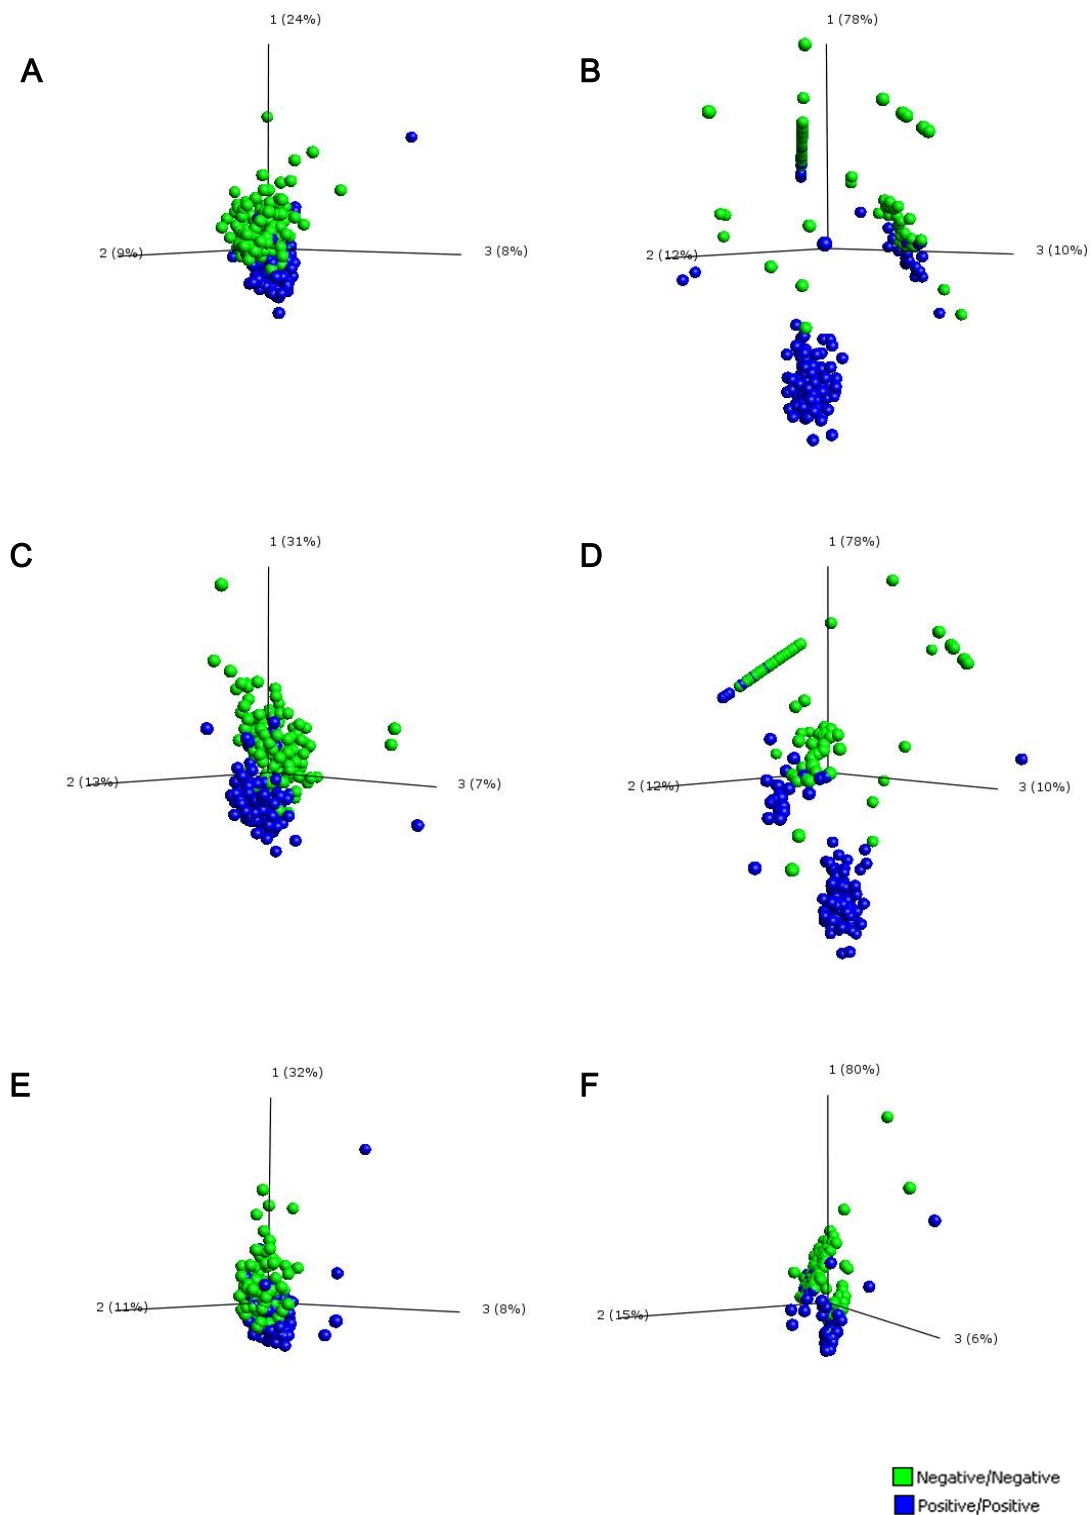 1 (24%)
1 (78%)
A
B
2 (9%)
3 (8%)
2 (12%)
3 (10%)
1 (31%)
1 (78%)
C
D
2 (13%)
3 (7%)
2 (12%)
3 (10%)
1 (32%)
1 (80%)
E
F
2 (11%)
3 (8%)
2 (15%)
3 (6%)
Negative/Negative
Positive/Positive